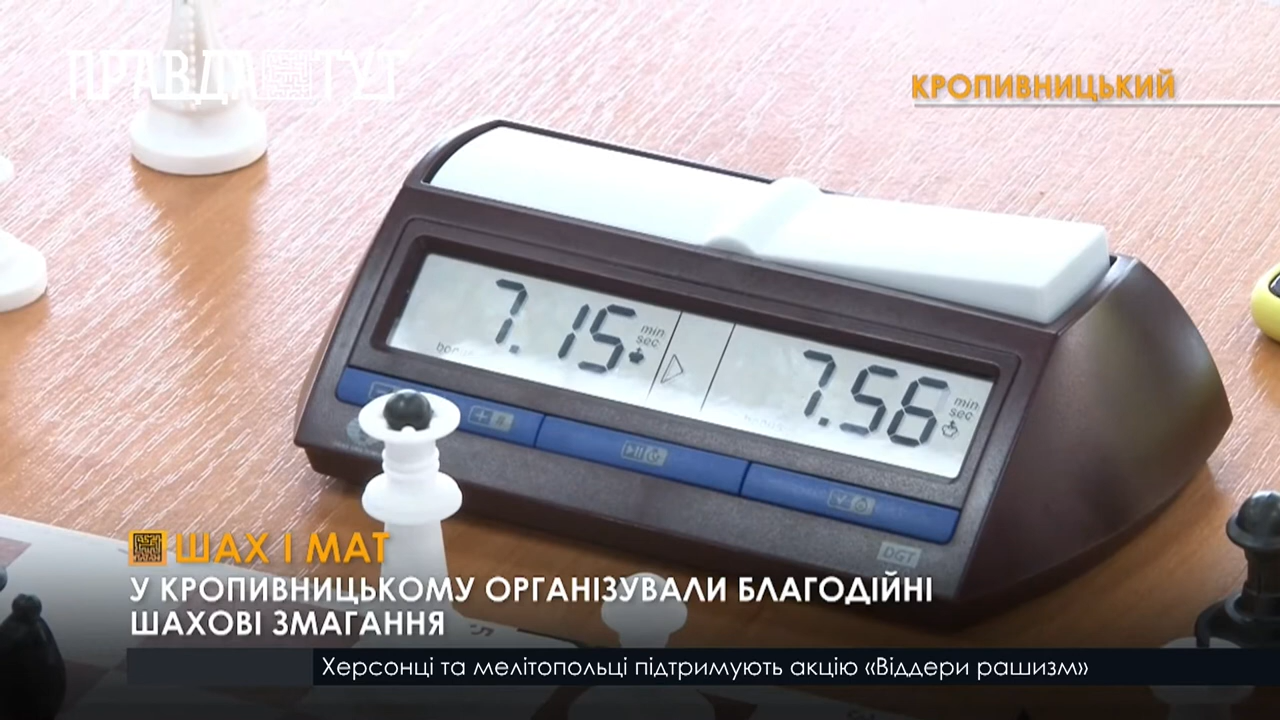 ПРАВДА ТУТ
КРОПИВНИЦЬКИЙ
7.15
min
sec
7.56
min
sec
DGT
ШАХ І МАТ
У КРОПИВНИЦЬКОМУ ОРГАНІЗУВАЛИ БЛАГОДІЙНІ
ШАХОВІ ЗМАГАННЯ
Херсонці та мелітопольці підтримують акцію «Віддери рашизм»